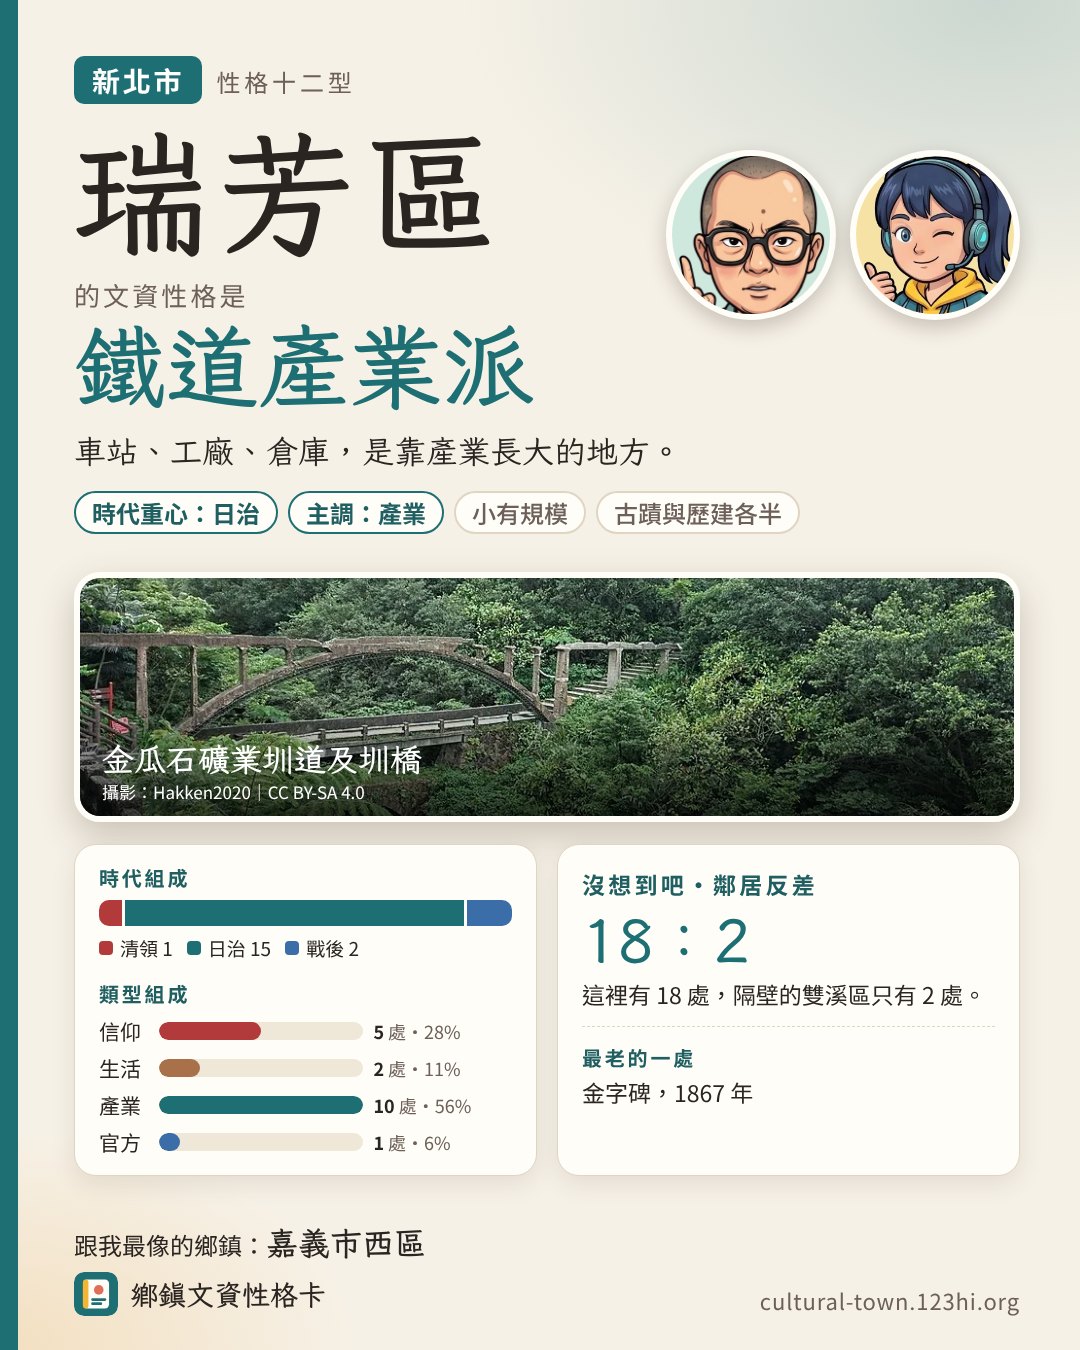 新北市 性格十二型
瑞芳區
的文資性格是
鐵道產業派
車站、工廠、倉庫，是靠產業長大的地方。
時代重心：日治 主調：產業 小有規模 古蹟與歷建各半
金瓜石礦業圳道及圳橋
攝影：Hakken2020｜CC BY-SA 4.0
時代組成
清領 1 日治 15 戰後 2
類型組成
信仰 5 處・28%
生活 2 處・11%
產業 10 處・56%
官方 1 處・6%
沒想到吧・鄰居反差
18：2
這裡有 18 處，隔壁的雙溪區只有 2 處。
最老的一處
金字碑，1867 年
跟我最像的鄉鎮：嘉義市西區
鄉鎮文資性格卡
cultural-town.123hi.org